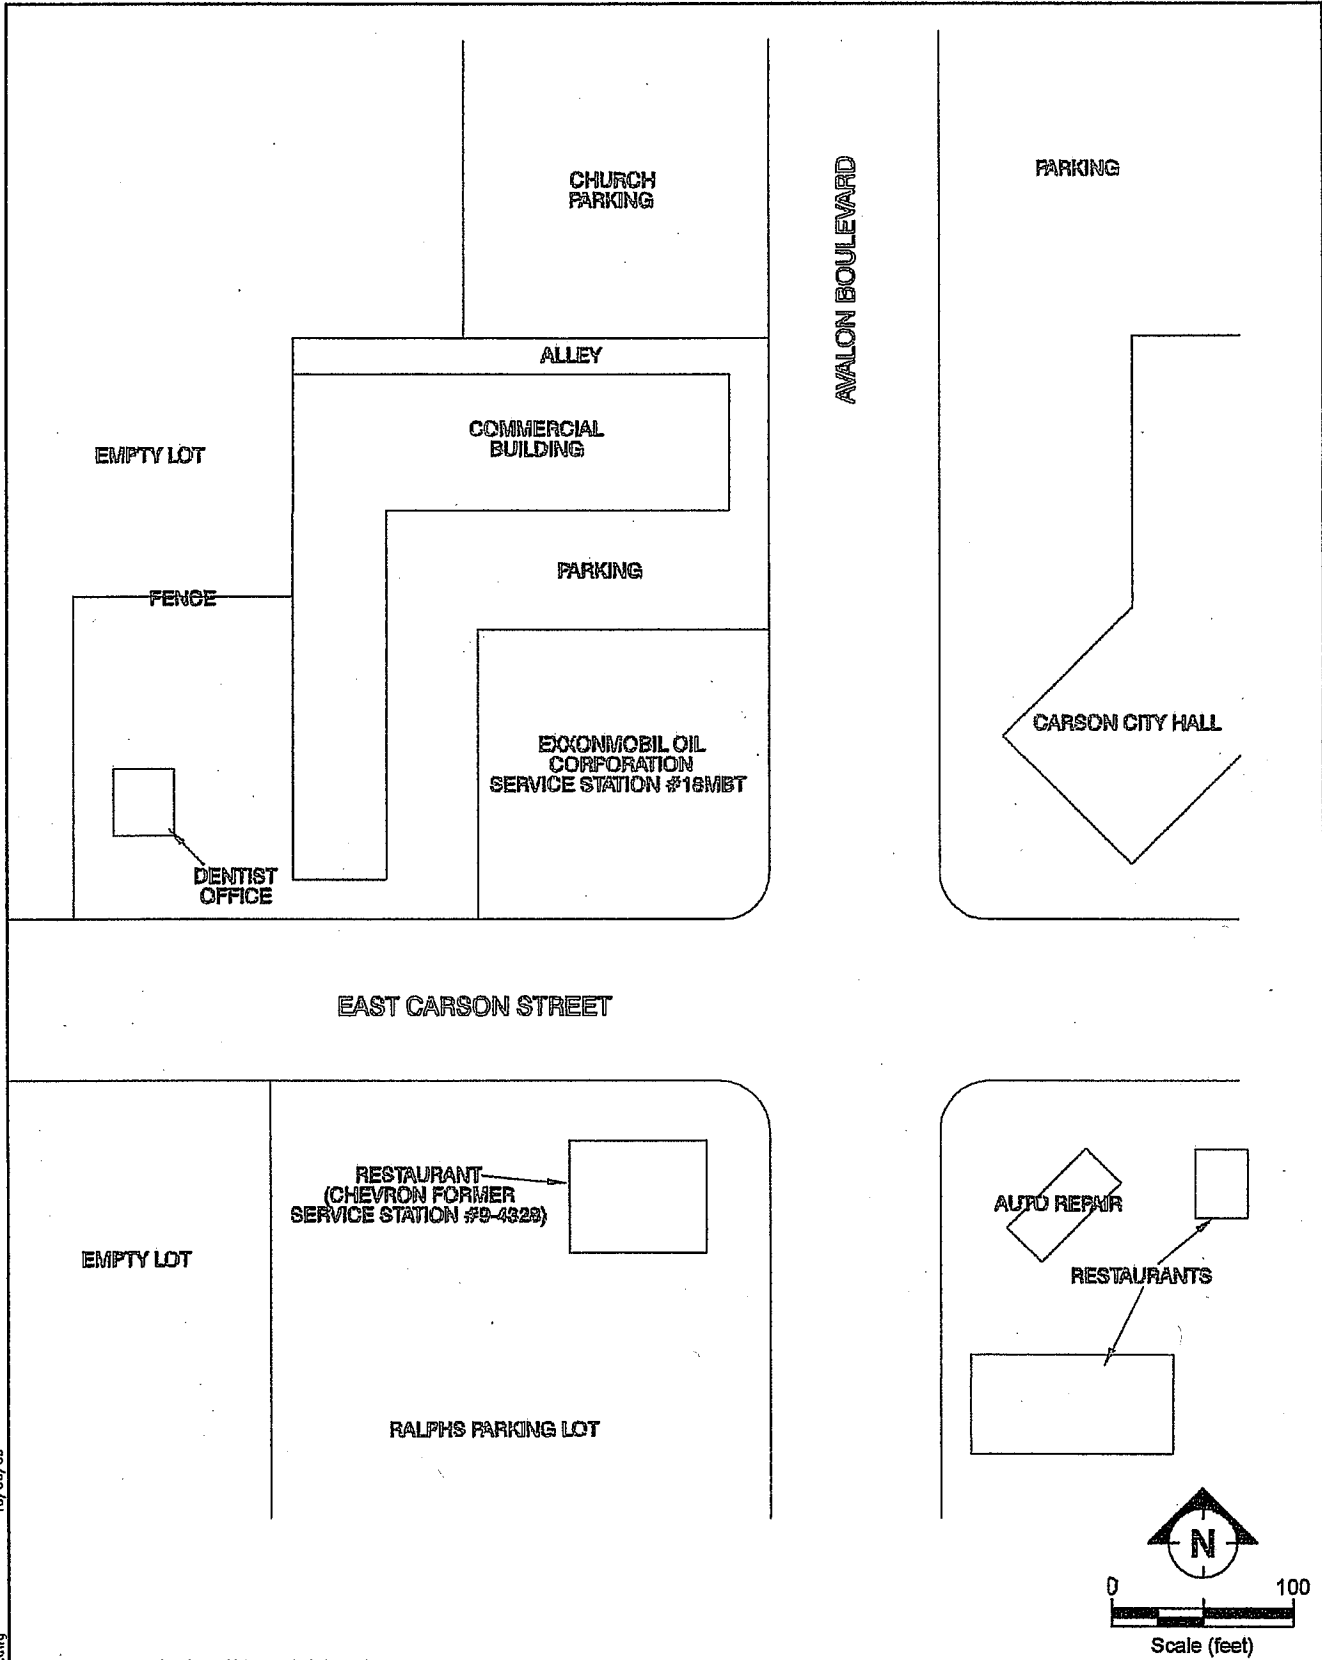 CHURCH
PARKING
PARKING
AVALON BOULEVARD
ALLEY
COMMERCIAL
BUILDING
EMPTY LOT
PARKING
FENCE
CARSON CITY HALL
EXXONMOBIL OIL
CORPORATION
SERVICE STATION #18MBT
DENTIST
OFFICE
EAST CARSON STREET
RESTAURANT
(CHEVRON FORMER
SERVICE STATION #9-4328)
AUTO REPAIR
EMPTY LOT
RESTAURANTS
RALPHS PARKING LOT
N
0 100
Scale (feet)